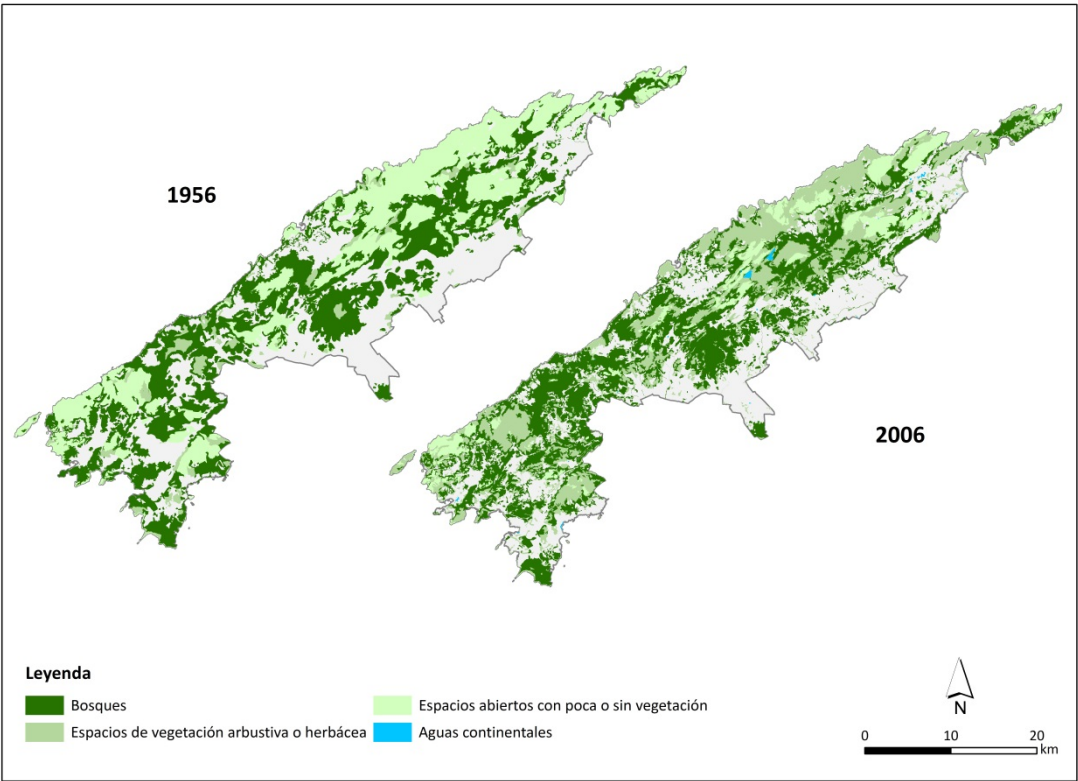 1956
2006
Leyenda
Bosques
Espacios de vegetación arbustiva o herbácea
Espacios abiertos con poca o sin vegetación
Aguas continentales
N
0 10 20
km